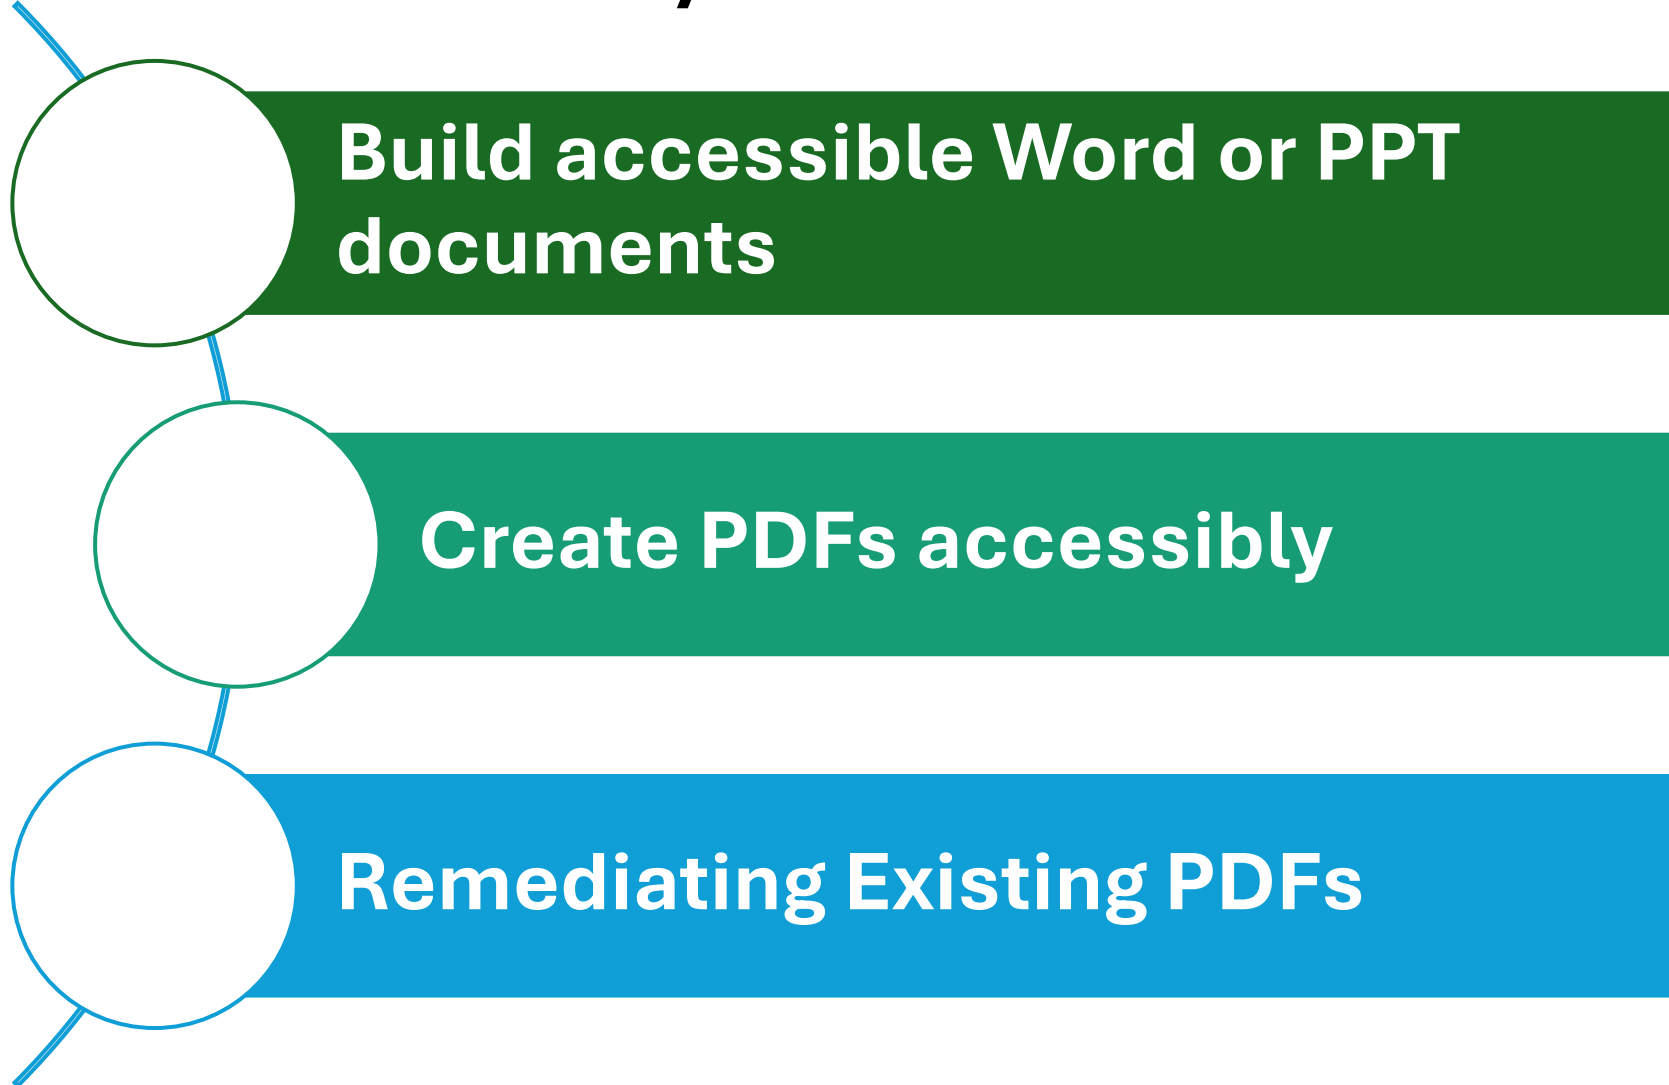 Build accessible Word or PPT
documents
Create PDFs accessibly
Remediating Existing PDFs